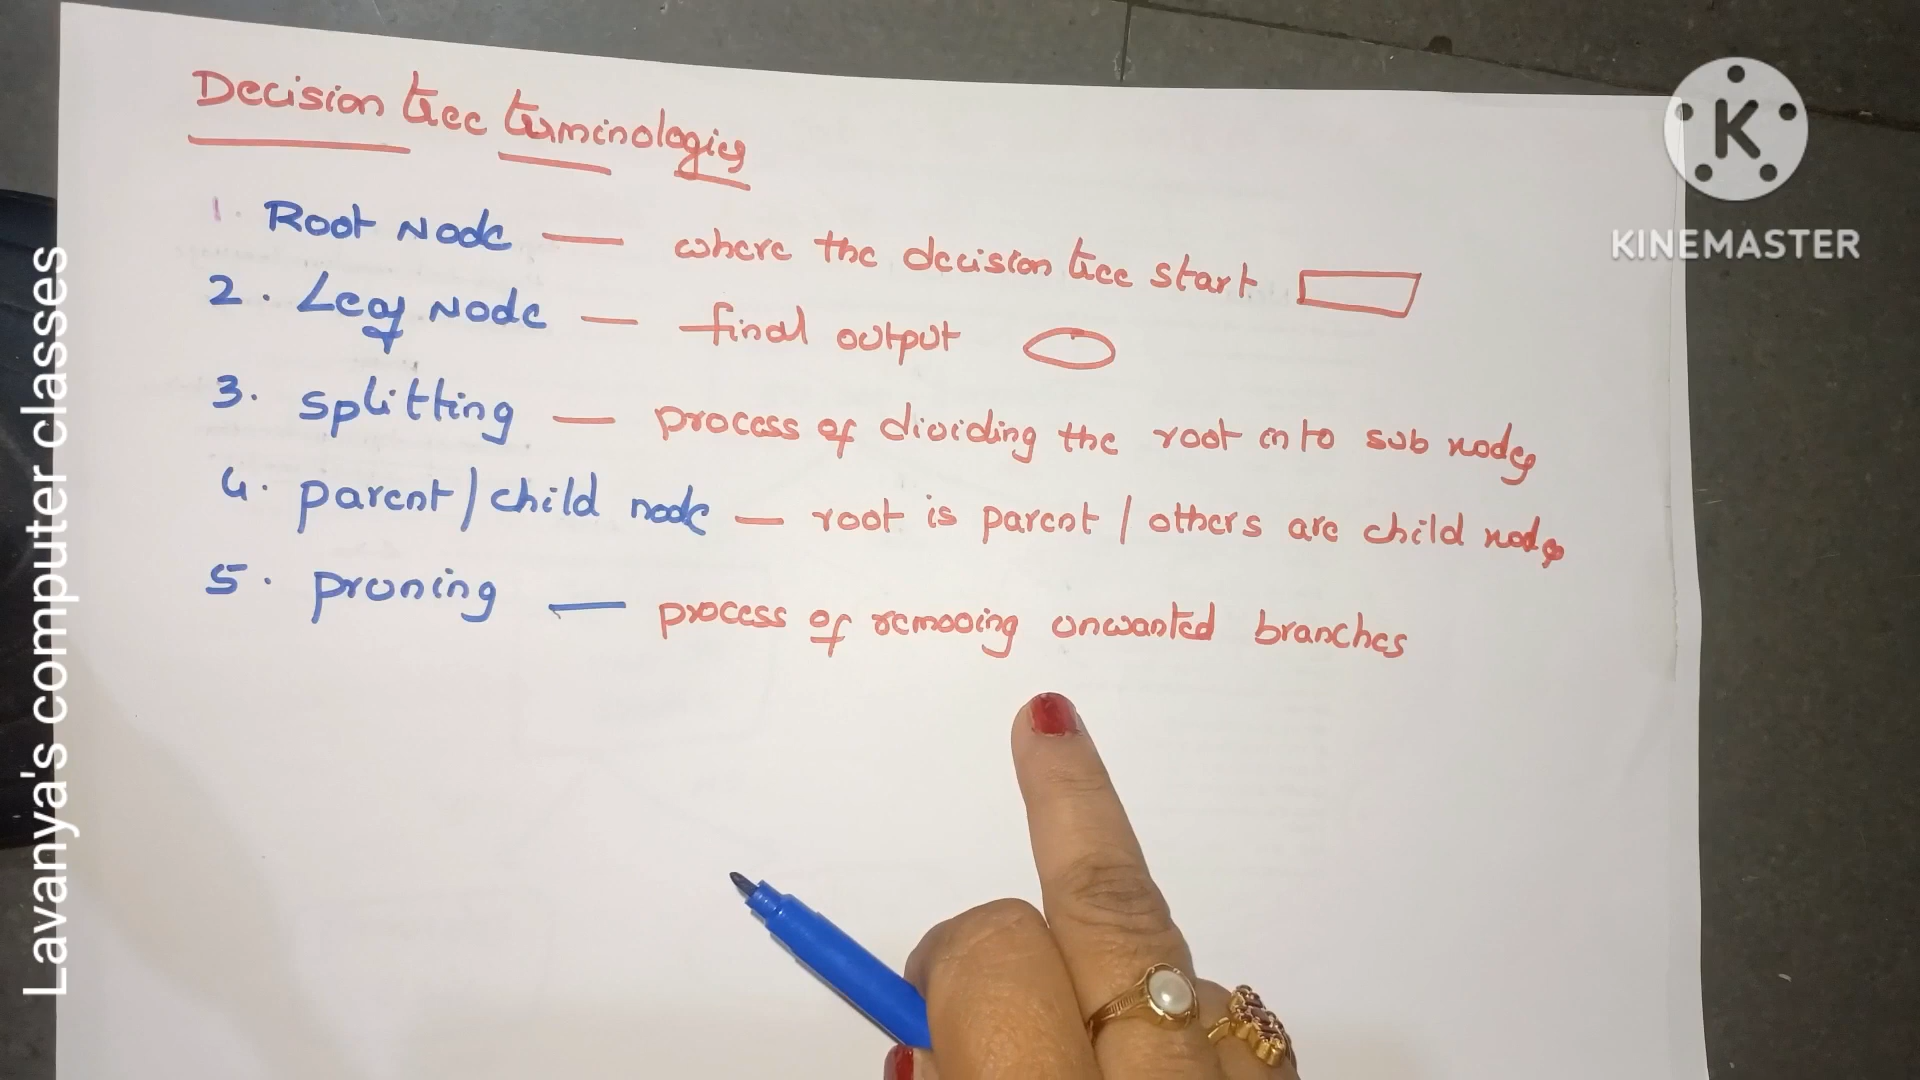 Decision tree terminologies
1. Root Node — where the decision tree start
2. Leaf Node — final output
3. splitting — process of dividing the root into sub nodes
4. parent/child node — root is parent / others are child nodes
5. pruning — process of removing unwanted branches
Lavanya's computer classes
K
KINEMASTER